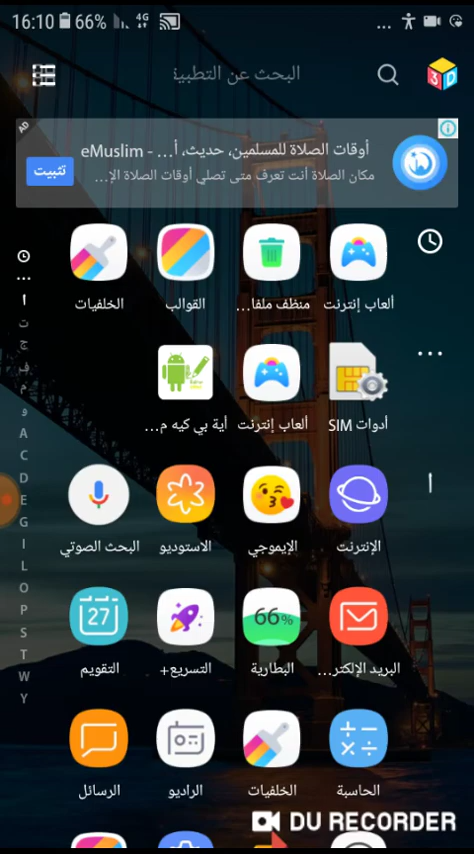 16:10 66% 4G
البحث عن التطبيق
3D
AD
أوقات الصلاة للمسلمين، حديث، أ... - eMuslim
مكان الصلاة أنت تعرف متى تصلي أوقات الصلاة الإ...
تثبيت
ألعاب إنترنت
منظف ملفا...
القوالب
الخلفيات
...
أدوات SIM
ألعاب إنترنت
أية بي كيه م...
ا
الإنترنت
الإيموجي
الاستوديو
البحث الصوتي
66%
27
البريد الإلكتر...
البطارية
التسريع+
التقويم
الحاسبة
الخلفيات
الراديو
الرسائل
...
ا
ت
ج
ف
م
و
A
C
D
E
G
I
L
O
P
S
T
W
Y
DU RECORDER